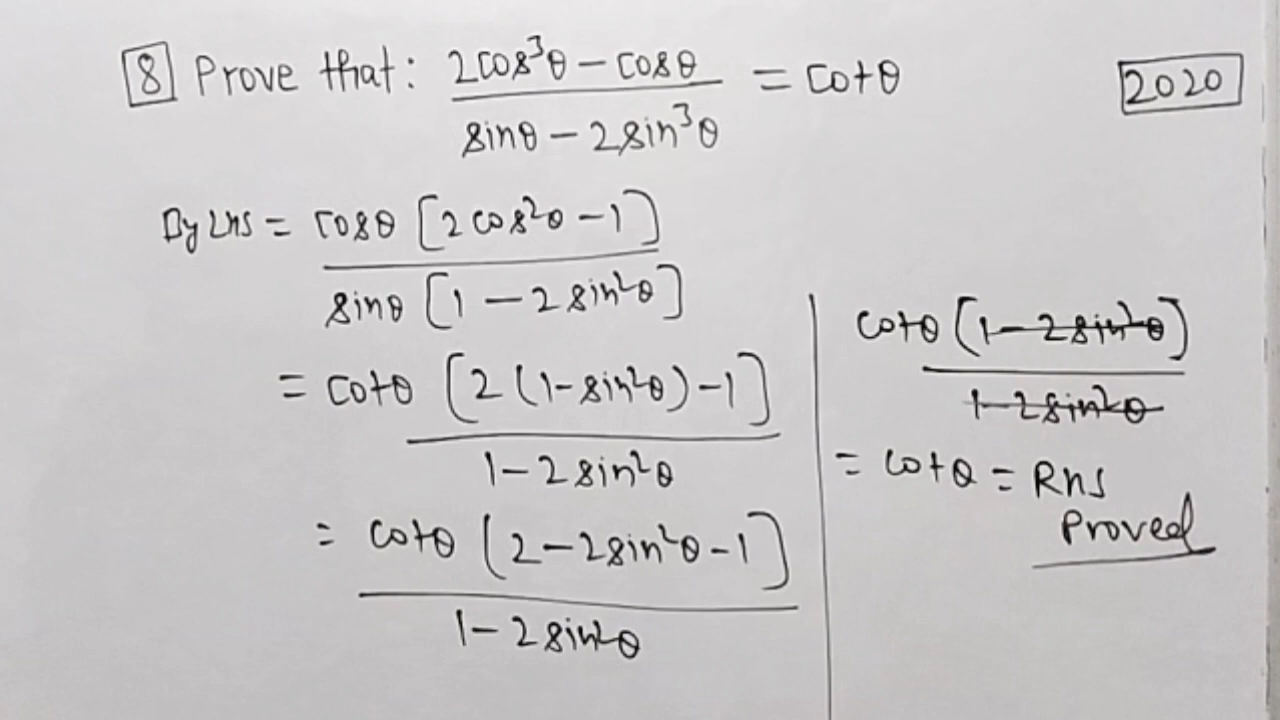 8 Prove that: (2cos³θ − cosθ)/(sinθ − 2sin³θ) = cotθ
2020
By LHS = cosθ [2cos²θ − 1] / sinθ [1 − 2sin²θ]
= cotθ [2(1 − sin²θ) − 1] / 1 − 2sin²θ
= cotθ (2 − 2sin²θ − 1] / 1 − 2sin²θ
cotθ (1 − 2sin²θ) / 1 − 2sin²θ
= cotθ = RHS
Proved